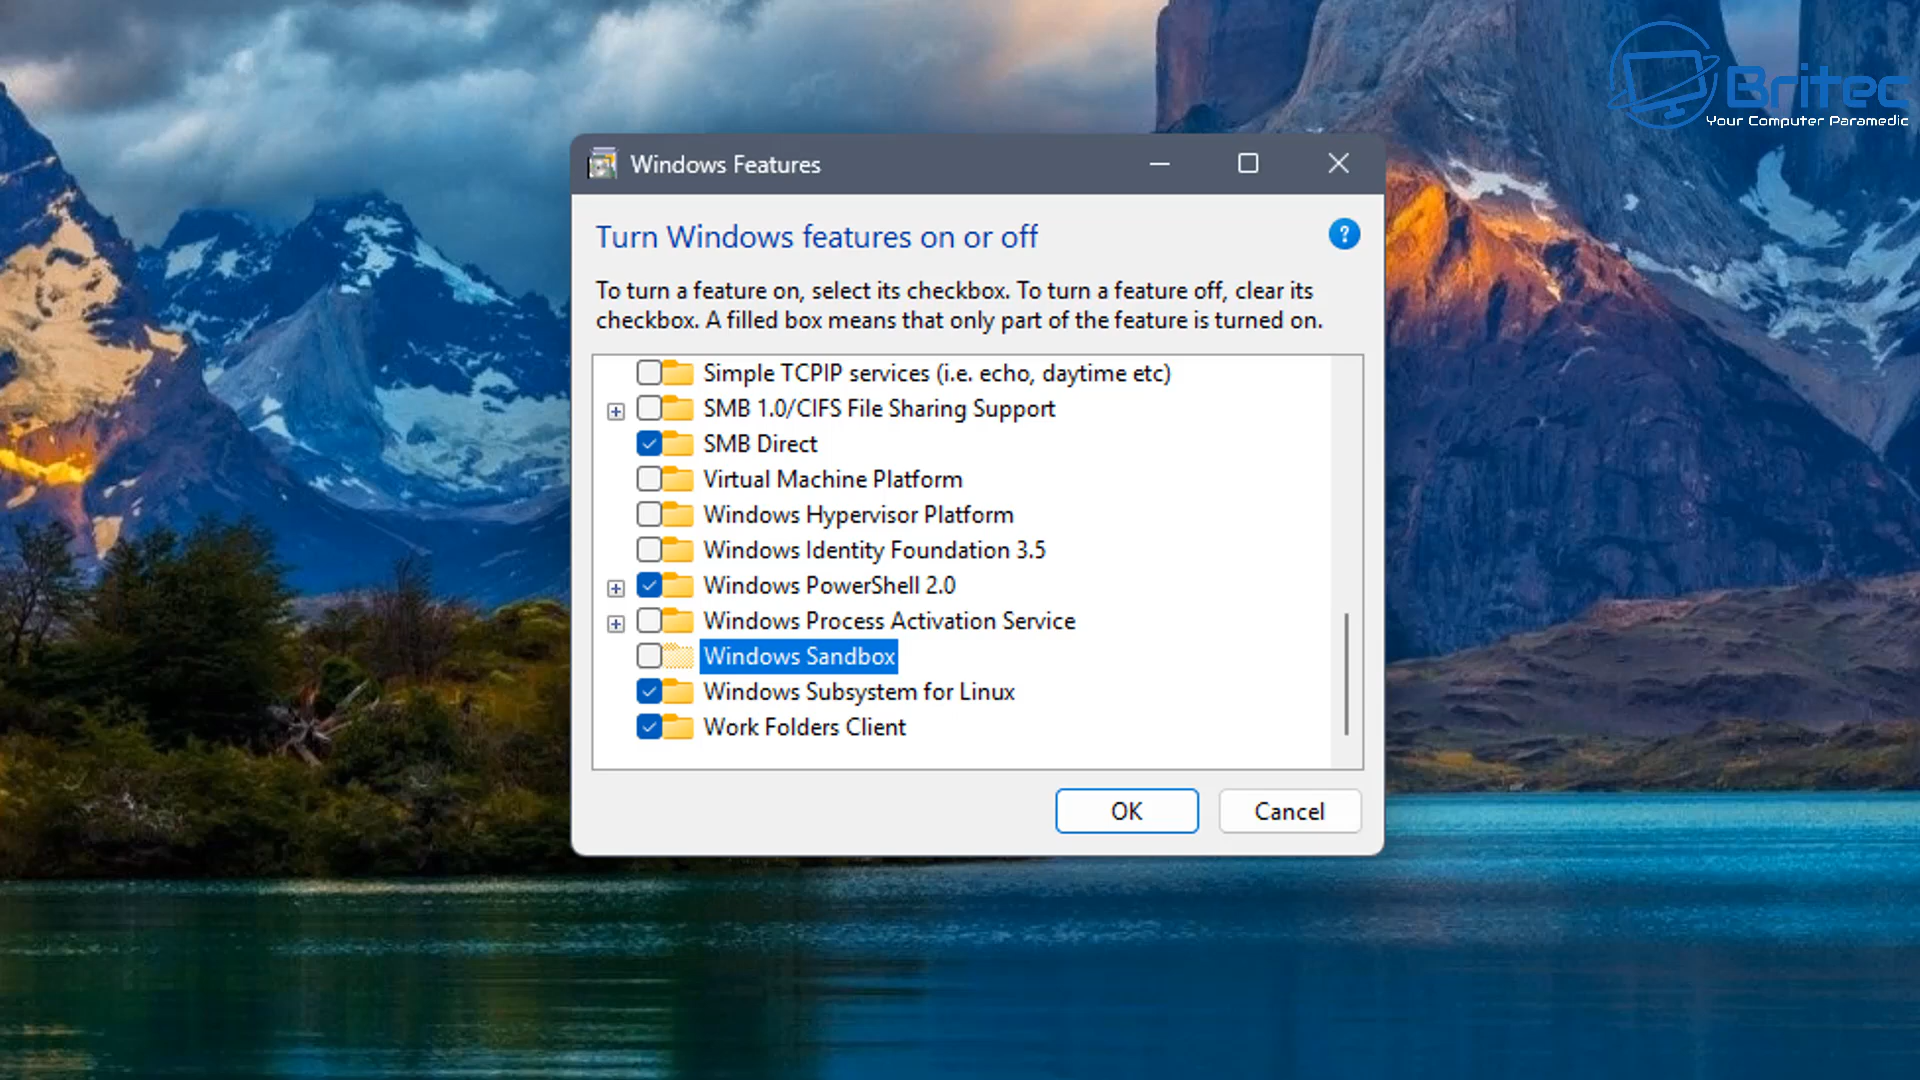 Britec
Your Computer Paramedic
Windows Features
Turn Windows features on or off
?
To turn a feature on, select its checkbox. To turn a feature off, clear its
checkbox. A filled box means that only part of the feature is turned on.
Simple TCPIP services (i.e. echo, daytime etc)
SMB 1.0/CIFS File Sharing Support
SMB Direct
Virtual Machine Platform
Windows Hypervisor Platform
Windows Identity Foundation 3.5
Windows PowerShell 2.0
Windows Process Activation Service
Windows Sandbox
Windows Subsystem for Linux
Work Folders Client
OK
Cancel